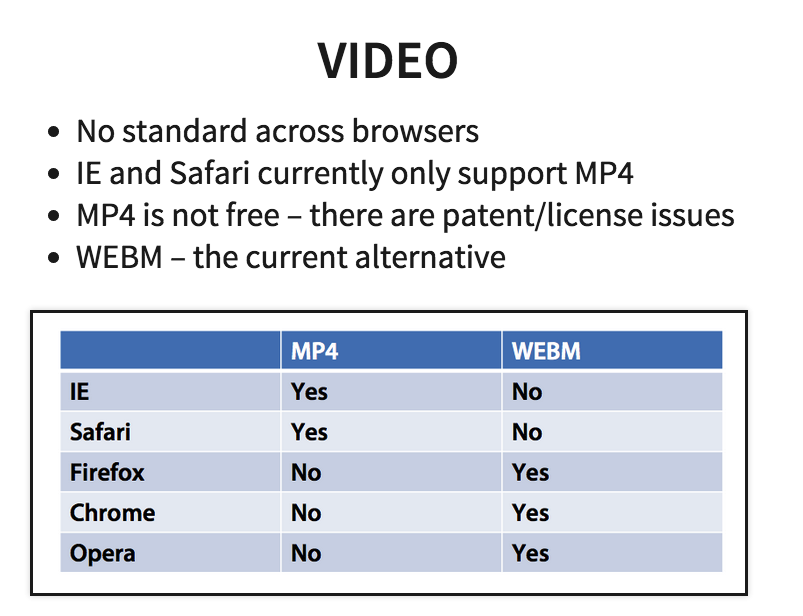 VIDEO
• No standard across browsers
• IE and Safari currently only support MP4
• MP4 is not free – there are patent/license issues
• WEBM – the current alternative
MP4 WEBM
IE Yes No
Safari Yes No
Firefox No Yes
Chrome No Yes
Opera No Yes